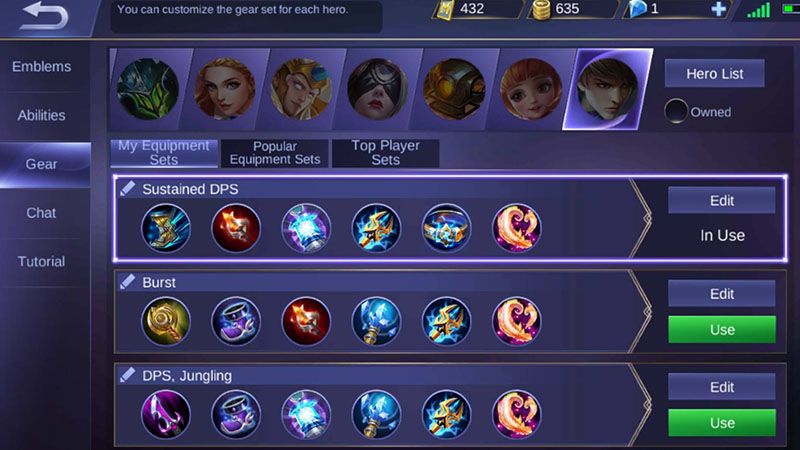 You can customize the gear set for each hero.
432
635
1
Emblems
Abilities
Gear
Chat
Tutorial
Hero List
Owned
My Equipment
Sets
Popular
Equipment Sets
Top Player
Sets
Sustained DPS
Edit
In Use
Burst
Edit
Use
DPS, Jungling
Edit
Use